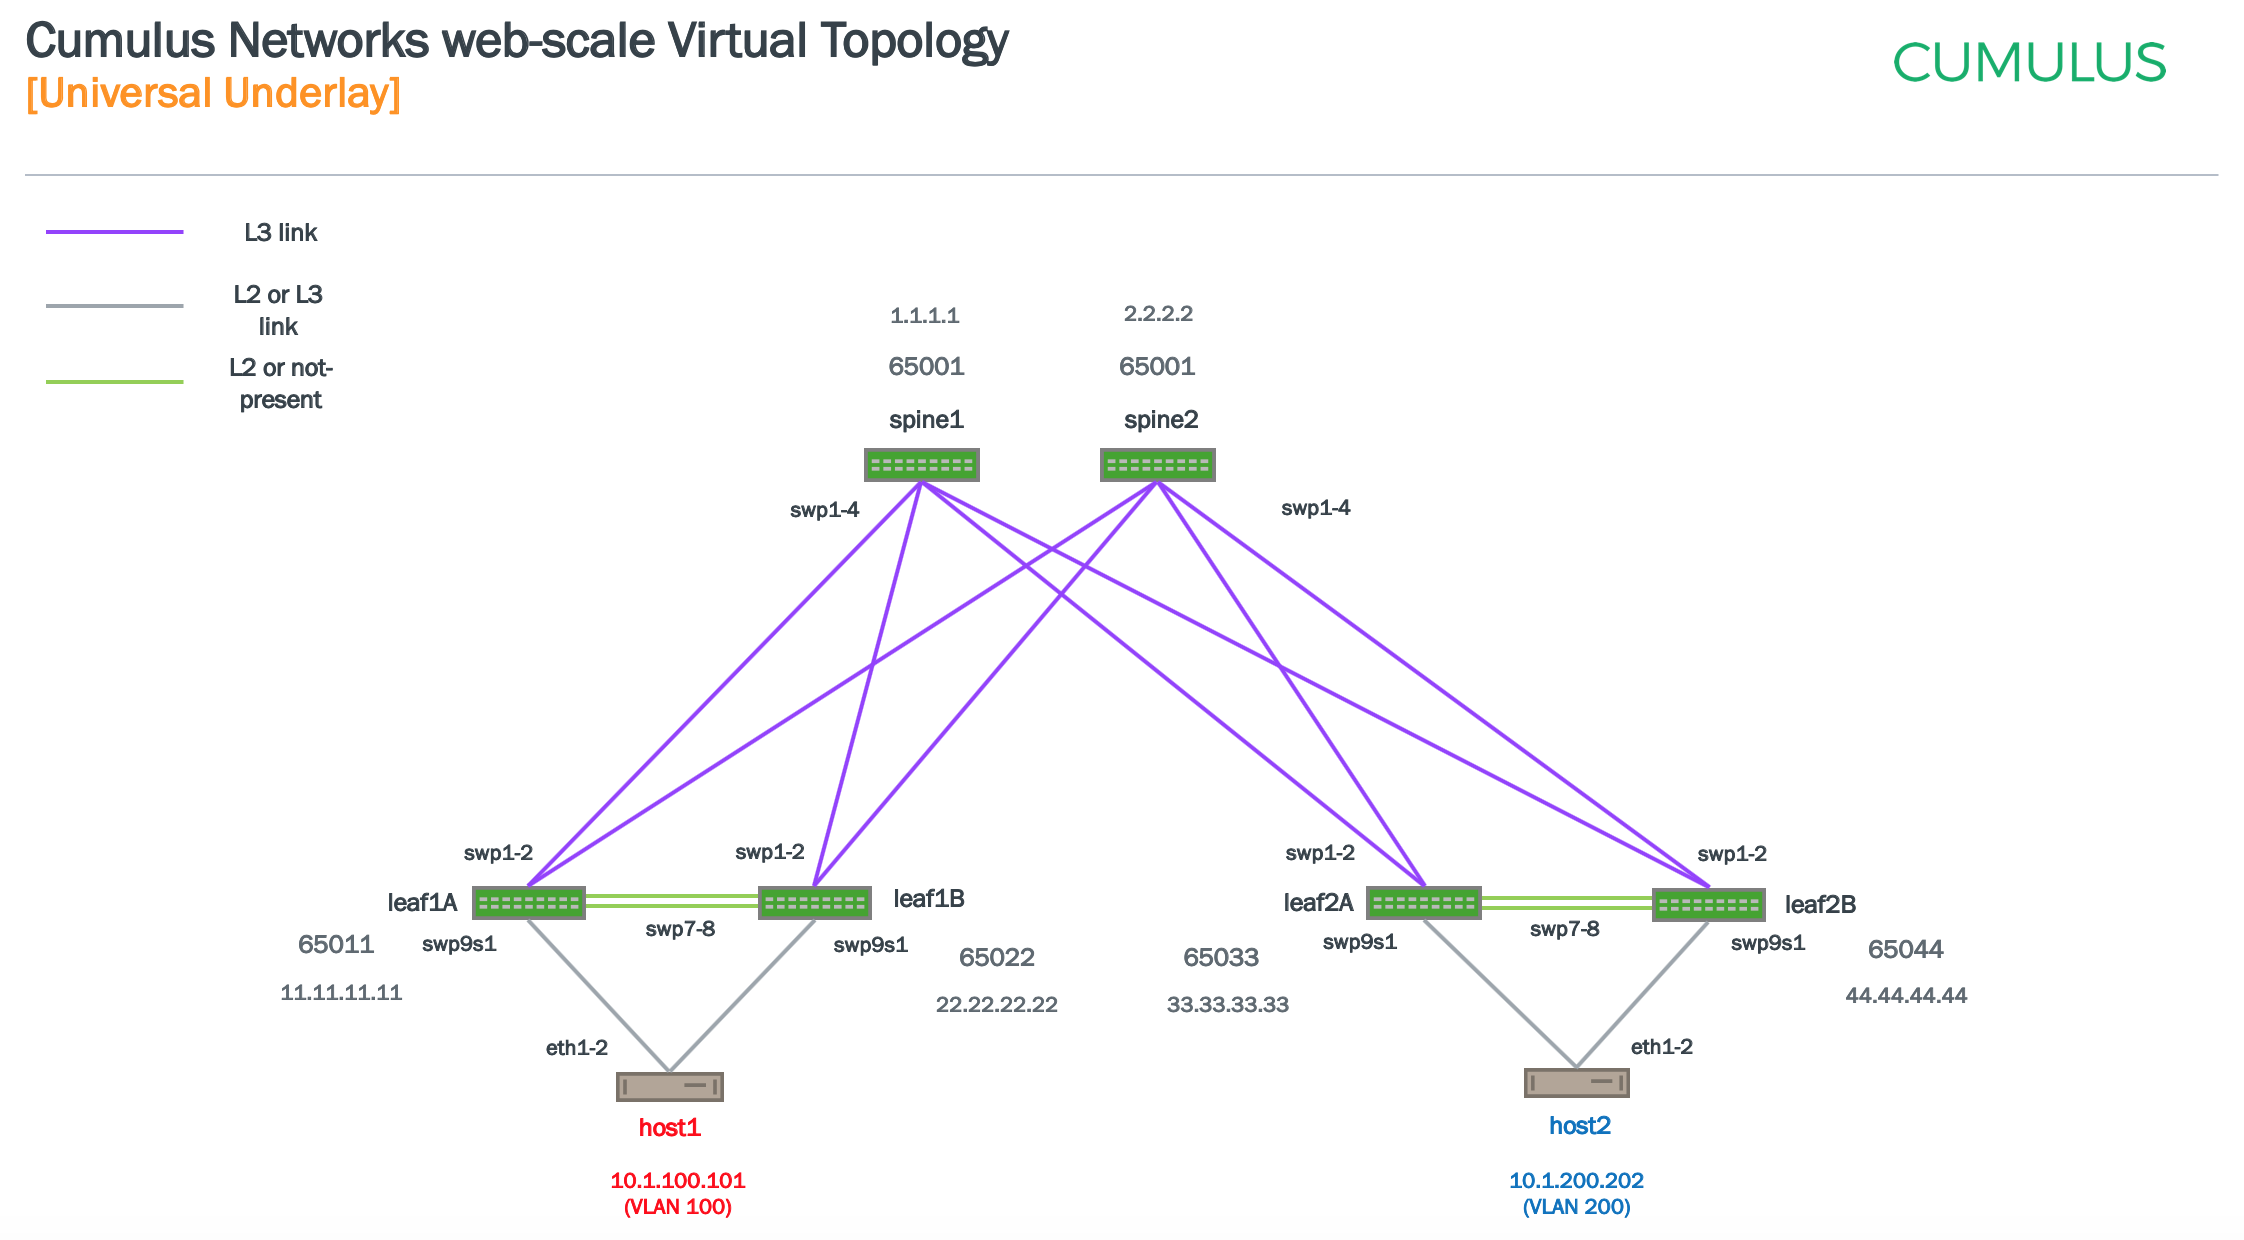 Cumulus Networks web-scale Virtual Topology
[Universal Underlay]
CUMULUS
L3 link
L2 or L3
link
L2 or not-
present
1.1.1.1
2.2.2.2
65001
65001
spine1
spine2
swp1-4
swp1-4
swp1-2
swp1-2
swp1-2
swp1-2
leaf1A
leaf1B
leaf2A
leaf2B
swp7-8
swp7-8
65011
swp9s1
swp9s1
65022
65033
swp9s1
swp9s1
65044
11.11.11.11
22.22.22.22
33.33.33.33
44.44.44.44
eth1-2
eth1-2
host1
host2
10.1.100.101
(VLAN 100)
10.1.200.202
(VLAN 200)